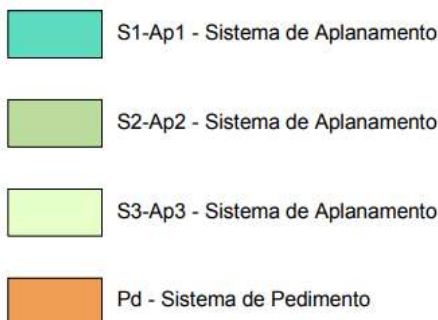 S1-Ap1 - Sistema de Aplanamento
S2-Ap2 - Sistema de Aplanamento
S3-Ap3 - Sistema de Aplanamento
Pd - Sistema de Pedimento